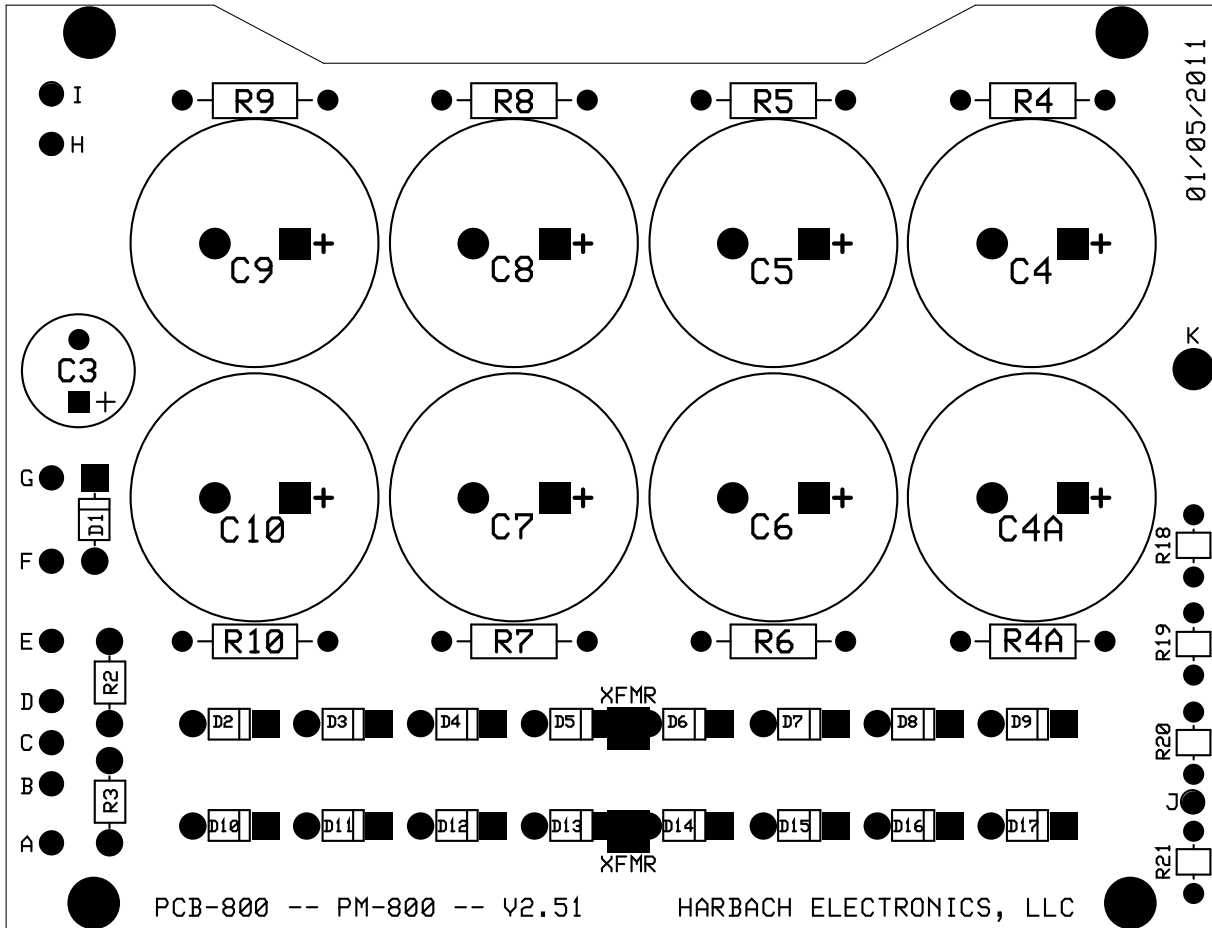 01/05/2011
I
R9 R8 R5 R4
H
+ + + +
C9 C8 C5 C4
K
C3
+
G
+ + + +
D1
C10 C7 C6 C4A
R18
F
E
R10 R7 R6 R4A
R19
R2
D
XFMR
D2 D3 D4 D5 D6 D7 D8 D9
C
R20
B
R3
J
D10 D11 D12 D13 D14 D15 D16 D17
A
XFMR
R21
PCB-800 -- PM-800 -- V2.51 HARBACH ELECTRONICS, LLC